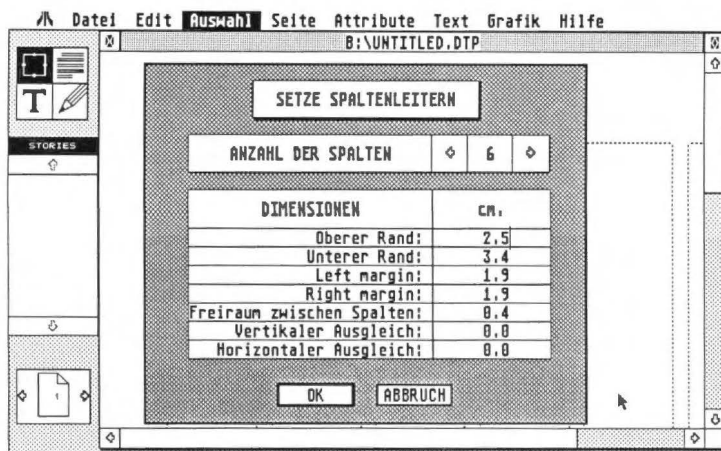 Datei Edit Auswahl Seite Attribute Text Grafik Hilfe
B:\UNTITLED.DTP
T
STORIES
1
SETZE SPALTENLEITERN
ANZAHL DER SPALTEN 6
DIMENSIONEN CM.
Oberer Rand: 2.5
Unterer Rand: 3.4
Left margin: 1.9
Right margin: 1.9
Freiraum zwischen Spalten: 0.4
Vertikaler Ausgleich: 0.0
Horizontaler Ausgleich: 0.0
OK ABBRUCH